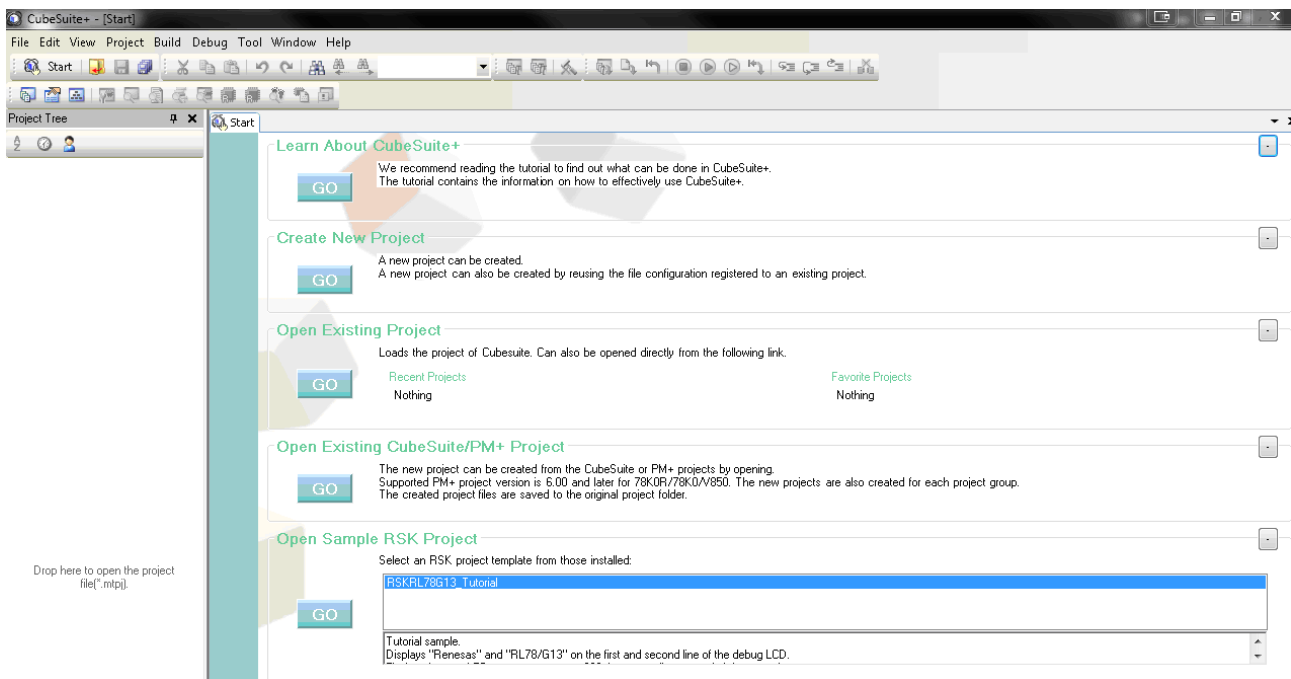 CubeSuite+ - [Start]
File Edit View Project Build Debug Tool Window Help
Start
Project Tree
Start
Learn About CubeSuite+
We recommend reading the tutorial to find out what can be done in CubeSuite+.
The tutorial contains the information on how to effectively use CubeSuite+.
GO
Create New Project
A new project can be created.
A new project can also be created by reusing the file configuration registered to an existing project.
GO
Open Existing Project
Loads the project of Cubesuite. Can also be opened directly from the following link.
GO
Recent Projects Favorite Projects
Nothing Nothing
Open Existing CubeSuite/PM+ Project
The new project can be created from the CubeSuite or PM+ projects by opening.
Supported PM+ project version is 6.00 and later for 78K0R/78K0/V850. The new projects are also created for each project group.
The created project files are saved to the original project folder.
GO
Open Sample RSK Project
Select an RSK project template from those installed:
RSKRL78G13_Tutorial
GO
Tutorial sample.
Displays "Renesas" and "RL78/G13" on the first and second line of the debug LCD.
Drop here to open the project
file(*.mtpj).